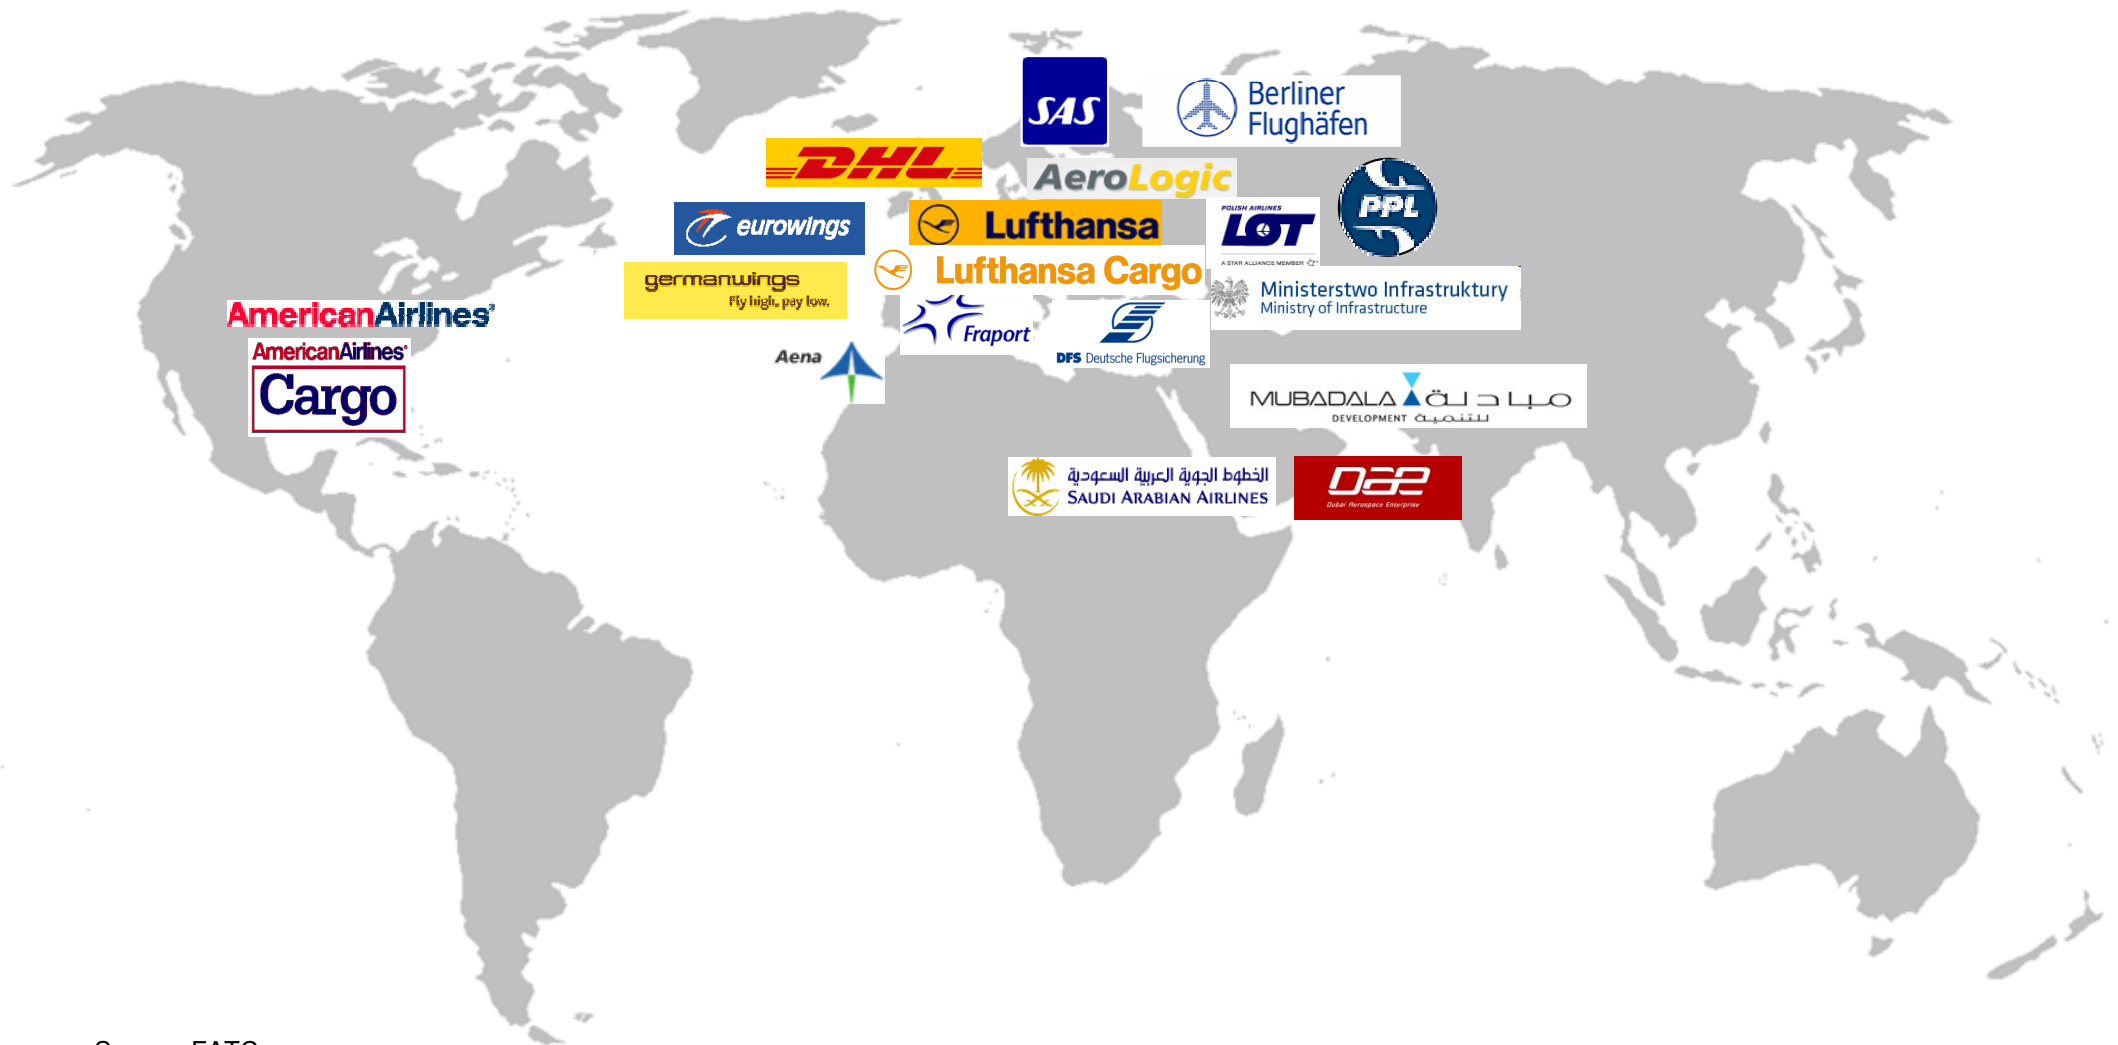 SAS
Berliner
Flughäfen
DHL
AeroLogic
PPL
eurowings
Lufthansa
POLISH AIRLINES
LOT
A STAR ALLIANCE MEMBER
Lufthansa Cargo
germanwings
Fly high, pay low.
Ministerstwo Infrastruktury
Ministry of Infrastructure
AmericanAirlines®
Fraport
DFS Deutsche Flugsicherung
Aena
AmericanAirlines®
Cargo
MUBADALA مبادلة
DEVELOPMENT للتنمية
الخطوط الجوية العربية السعودية
SAUDI ARABIAN AIRLINES
DAE
Dubai Aerospace Enterprise